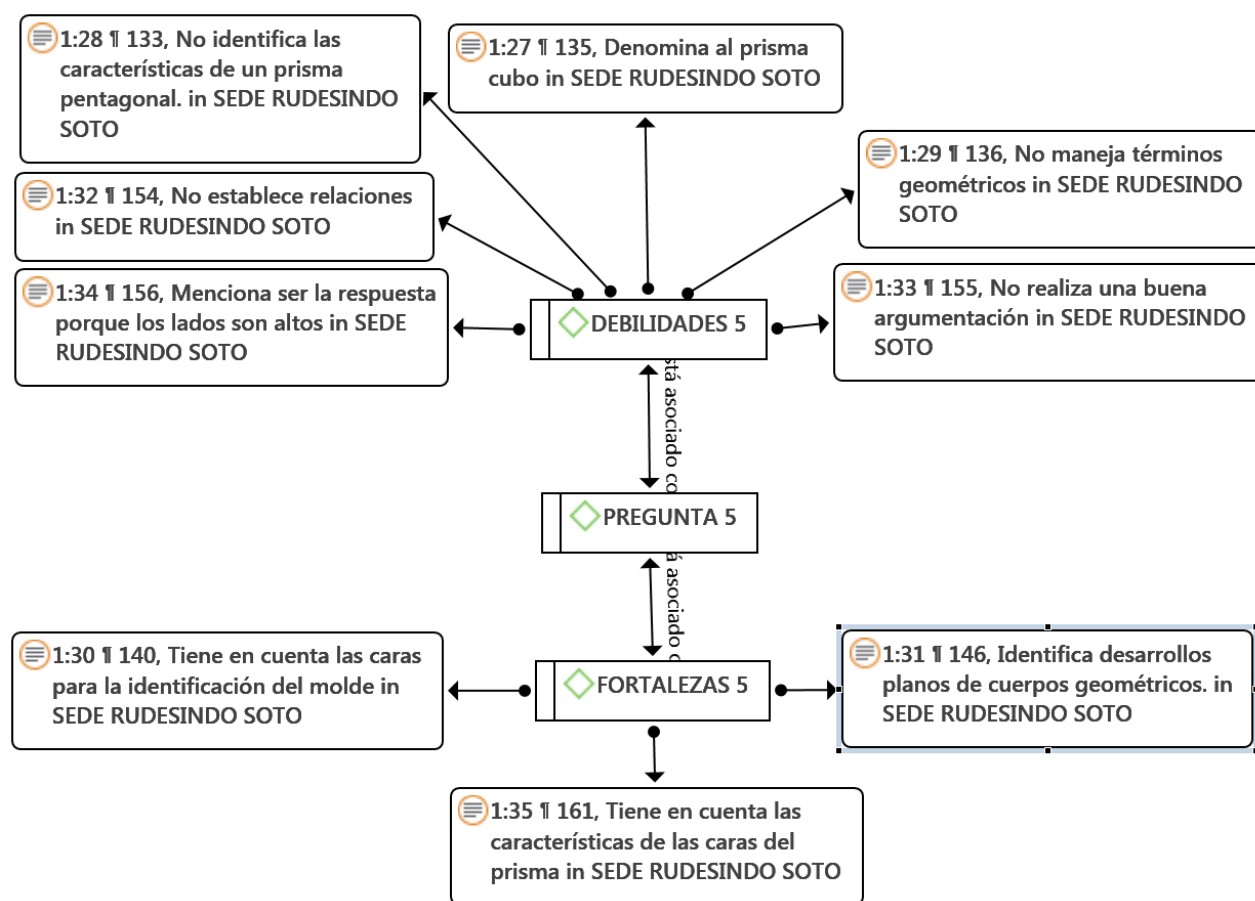 1:28 ¶ 133, No identifica las
características de un prisma
pentagonal. in SEDE RUDESINDO
SOTO
1:27 ¶ 135, Denomina al prisma
cubo in SEDE RUDESINDO SOTO
1:29 ¶ 136, No maneja términos
geométricos in SEDE RUDESINDO
SOTO
1:32 ¶ 154, No establece relaciones
in SEDE RUDESINDO SOTO
1:34 ¶ 156, Menciona ser la respuesta
porque los lados son altos in SEDE
RUDESINDO SOTO
1:33 ¶ 155, No realiza una buena
argumentación in SEDE RUDESINDO
SOTO
DEBILIDADES 5
stá asociado co
PREGUNTA 5
á asociado
FORTALEZAS 5
1:30 ¶ 140, Tiene en cuenta las caras
para la identificación del molde in
SEDE RUDESINDO SOTO
1:31 ¶ 146, Identifica desarrollos
planos de cuerpos geométricos. in
SEDE RUDESINDO SOTO
1:35 ¶ 161, Tiene en cuenta las
características de las caras del
prisma in SEDE RUDESINDO SOTO